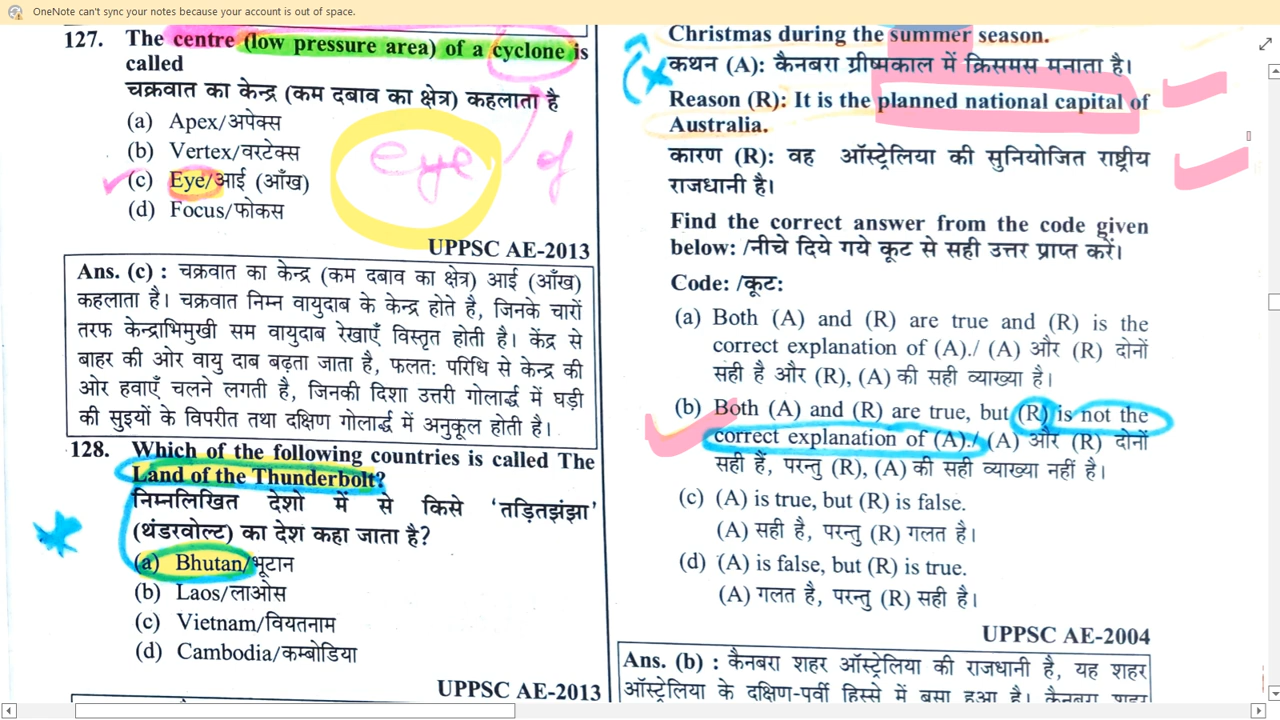 OneNote can't sync your notes because your account is out of space.
127. The centre (low pressure area) of a cyclone is
called
चक्रवात का केन्द्र (कम दबाव का क्षेत्र) कहलाता है
(a) Apex/अपेक्स
(b) Vertex/वरटेक्स
(c) Eye/आई (आँख)
(d) Focus/फोकस
eye of
UPPSC AE-2013
Ans. (c) : चक्रवात का केन्द्र (कम दबाव का क्षेत्र) आई (आँख)
कहलाता है। चक्रवात निम्न वायुदाब के केन्द्र होते है, जिनके चारों
तरफ केन्द्राभिमुखी सम वायुदाब रेखाएँ विस्तृत होती है। केंद्र से
बाहर की ओर वायु दाब बढ़ता जाता है, फलत: परिधि से केन्द्र की
ओर हवाएँ चलने लगती है, जिनकी दिशा उत्तरी गोलार्द्ध में घड़ी
की सुइयों के विपरीत तथा दक्षिण गोलार्द्ध में अनुकूल होती है।
128. Which of the following countries is called The
Land of the Thunderbolt?
निम्नलिखित देशो में से किसे 'तड़ितझंझा'
(थंडरवोल्ट) का देश कहा जाता है?
(a) Bhutan/भूटान
(b) Laos/लाओस
(c) Vietnam/वियतनाम
(d) Cambodia/कम्बोडिया
UPPSC AE-2013
Christmas during the summer season.
कथन (A): कैनबरा ग्रीष्मकाल में क्रिसमस मनाता है।
Reason (R): It is the planned national capital of
Australia.
कारण (R): वह ऑस्ट्रेलिया की सुनियोजित राष्ट्रीय
राजधानी है।
Find the correct answer from the code given
below: /नीचे दिये गये कूट से सही उत्तर प्राप्त करें।
Code: /कूट:
(a) Both (A) and (R) are true and (R) is the
correct explanation of (A)./ (A) और (R) दोनों
सही है और (R), (A) की सही व्याख्या है।
(b) Both (A) and (R) are true, but (R) is not the
correct explanation of (A)./ (A) और (R) दोनों
सही हैं, परन्तु (R), (A) की सही व्याख्या नहीं है।
(c) (A) is true, but (R) is false.
(A) सही है, परन्तु (R) गलत है।
(d) (A) is false, but (R) is true.
(A) गलत है, परन्तु (R) सही है।
UPPSC AE-2004
Ans. (b) : कैनबरा शहर ऑस्ट्रेलिया की राजधानी है, यह शहर
ऑस्ट्रेलिया के दक्षिण-पूर्वी हिस्से में बसा हुआ है। कैनबरा शहर